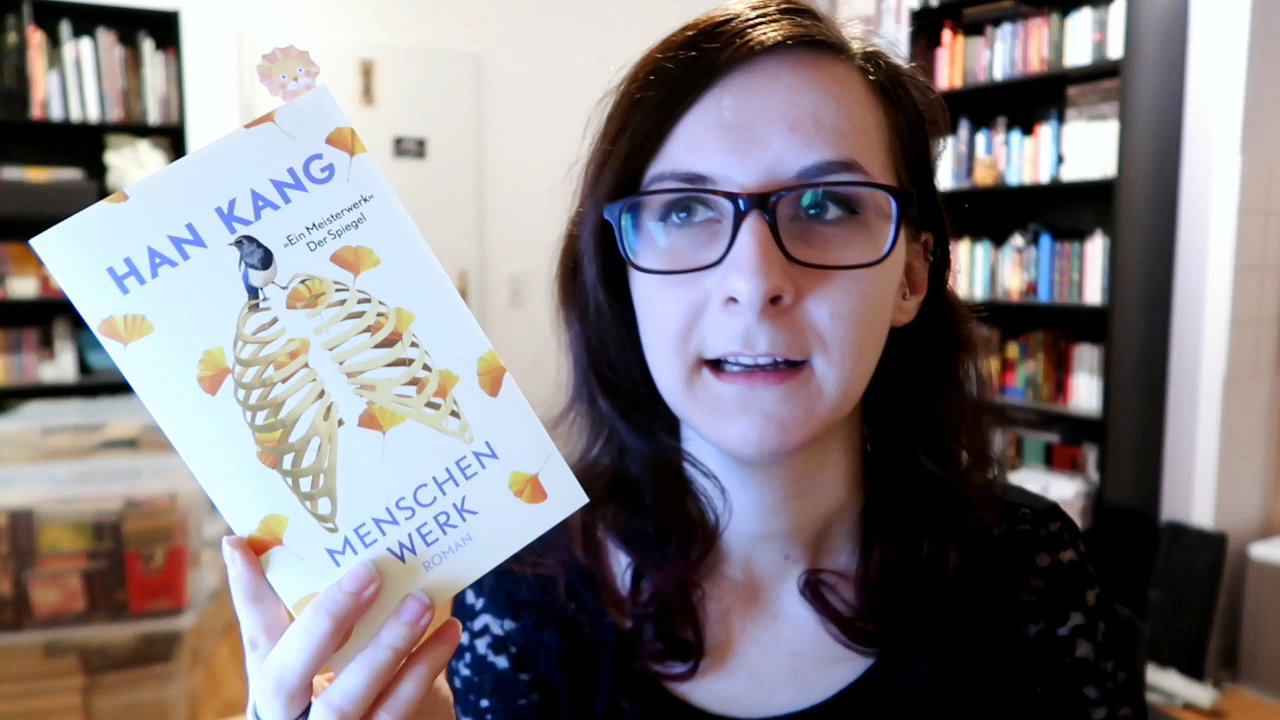 HAN KANG
»Ein Meisterwerk«
Der Spiegel
MENSCHEN
WERK
ROMAN